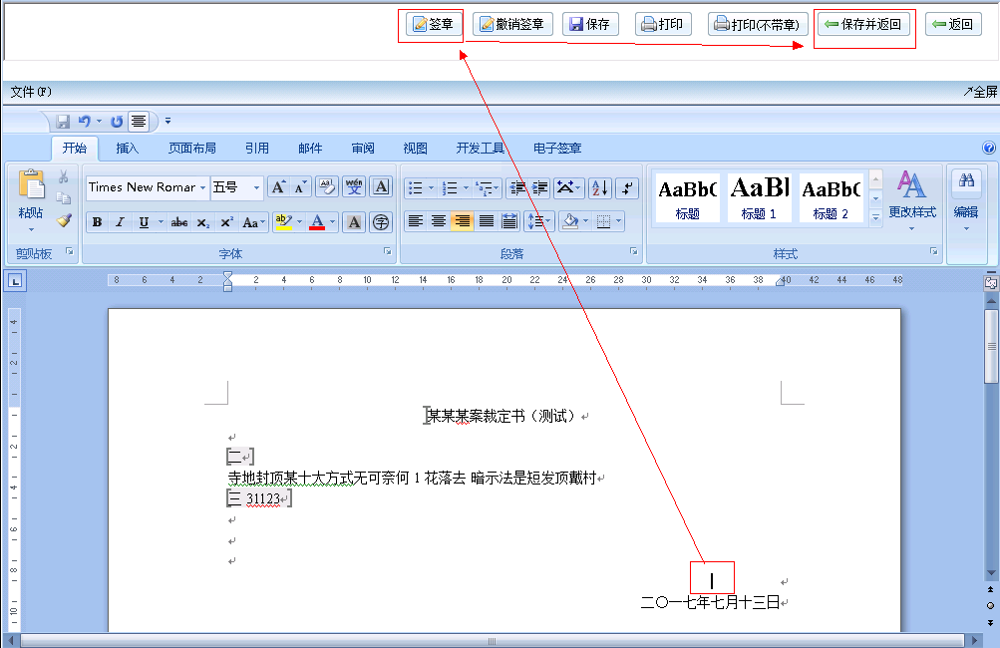 签章 撤销签章 保存 打印 打印(不带章) 保存并返回 返回
文件(F) 全屏
开始 插入 页面布局 引用 邮件 审阅 视图 开发工具 电子签章
粘贴
Times New Romar 五号
B I U abc x₂ x² Aa
AaBbC AaBl AaBbC
标题 标题 1 标题 2
更改样式 编辑
剪贴板 字体 段落 样式
8 6 4 2 2 4 6 8 10 12 14 16 18 20 22 24 26 28 30 32 34 36 38 40 42 44 46 48
某某某案裁定书（测试）
二
寺地封顶某十大方式无可奈何 1 花落去 暗示法是短发顶戴村
三 31123
二〇一七年七月十三日